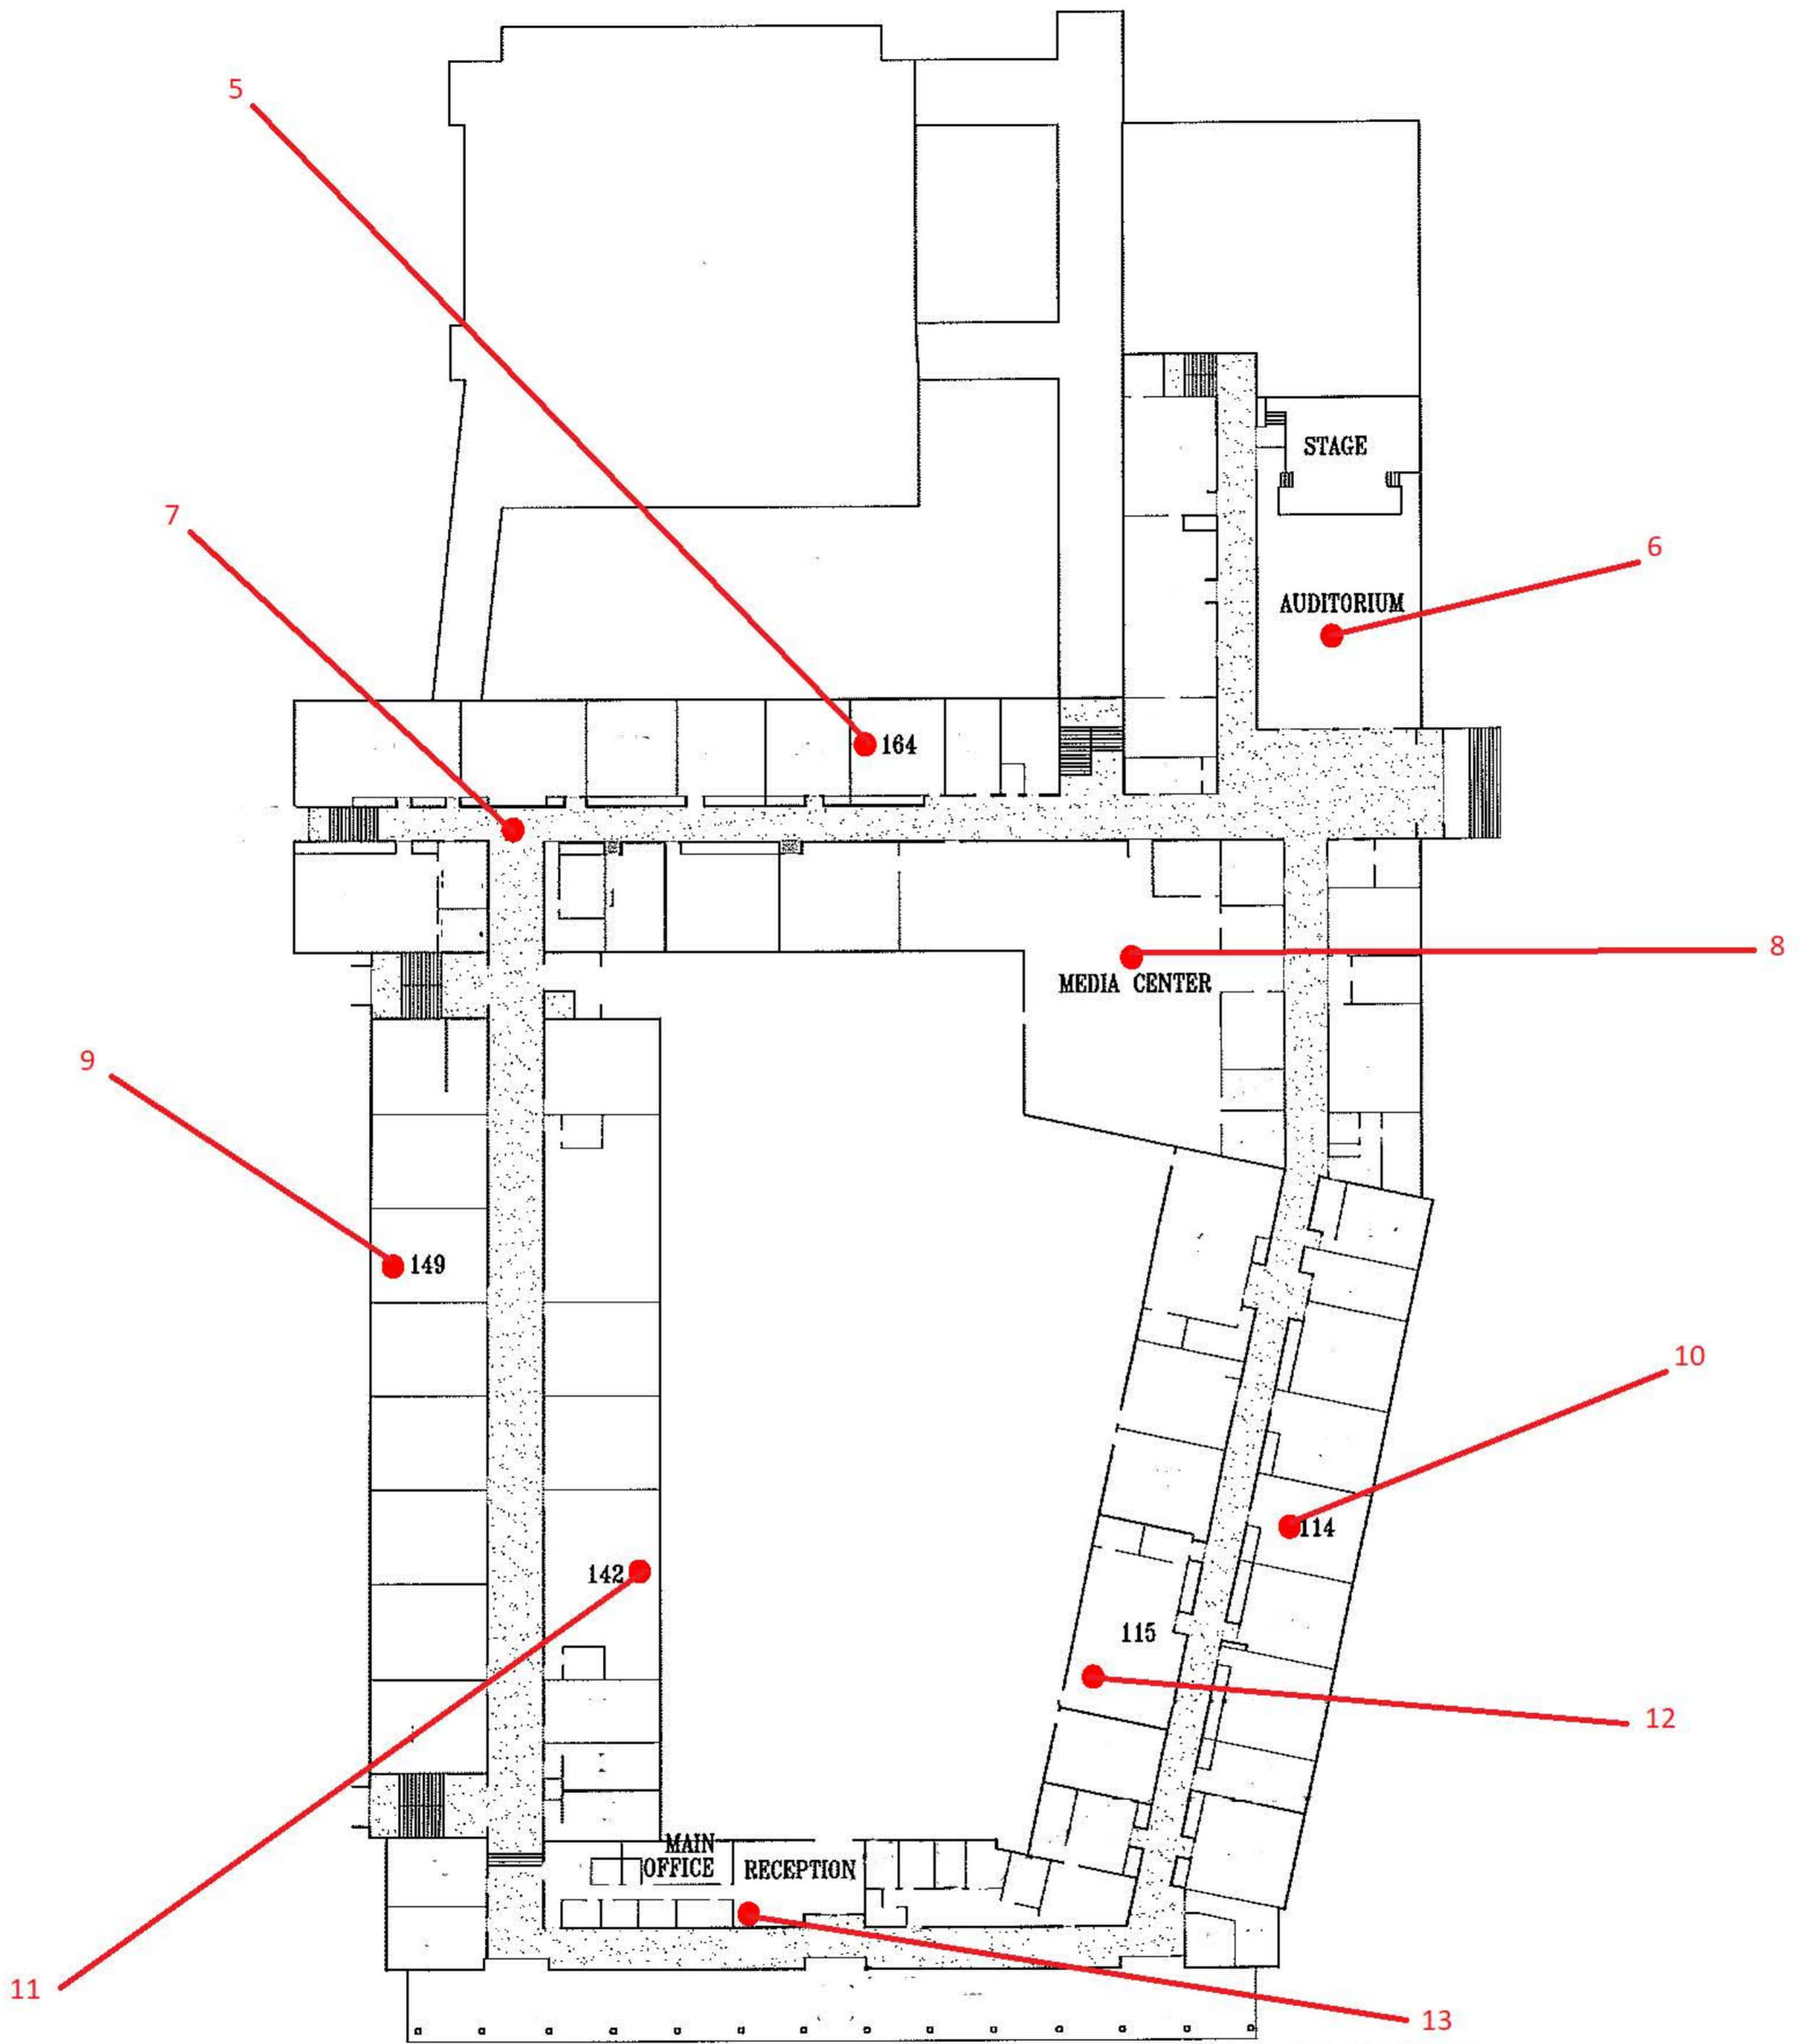 5
STAGE
7
6
AUDITORIUM
164
8
MEDIA CENTER
9
149
10
114
142
115
12
MAIN
OFFICE
RECEPTION
11
13